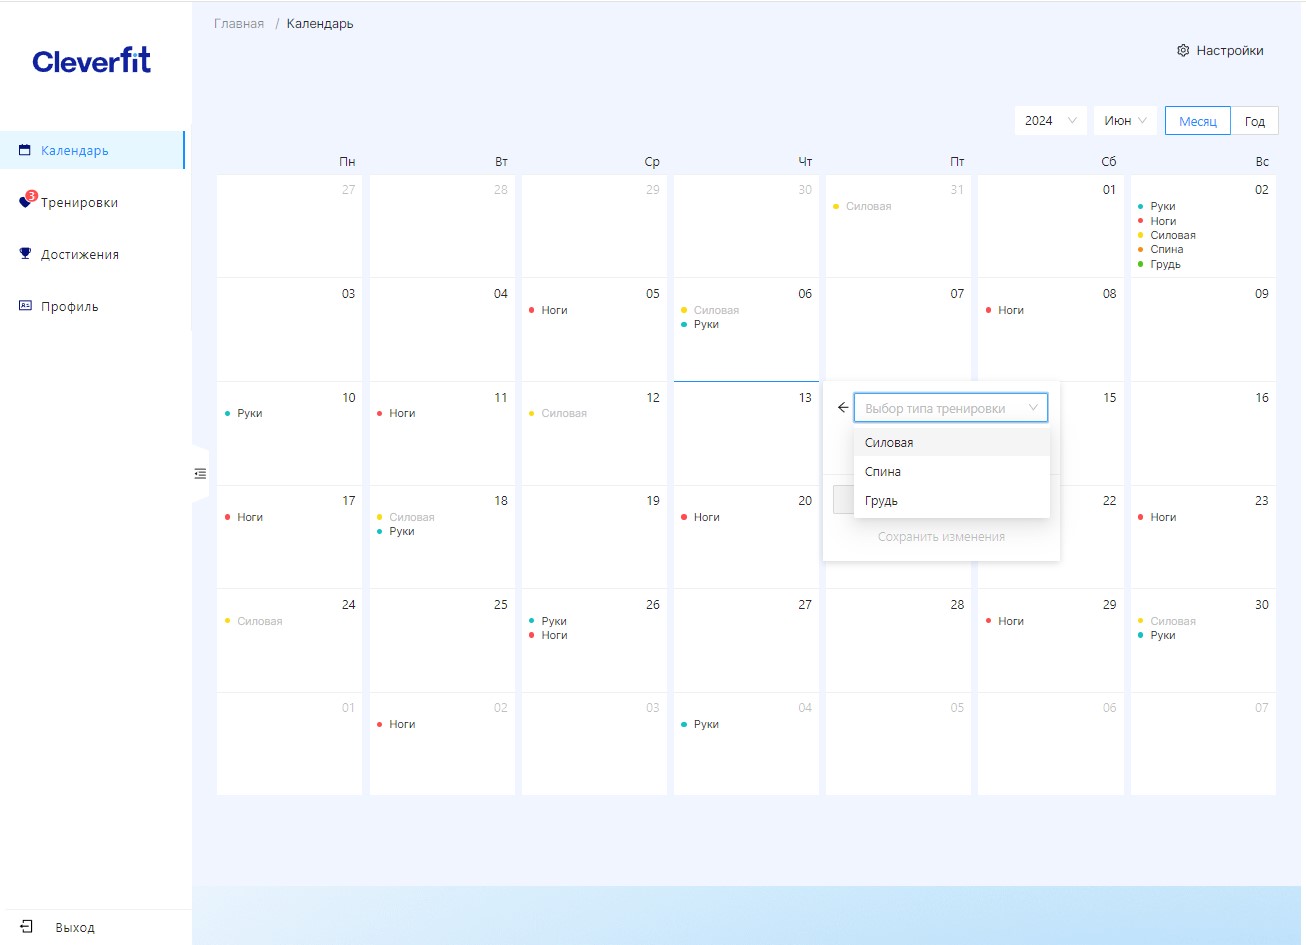 Главная / Календарь
Cleverfit
Настройки
2024 Июн Месяц Год
Календарь
3
Тренировки
Достижения
Профиль
Выход
Пн Вт Ср Чт Пт Сб Вс
27 28 29 30 31 01 02
Силовая
Руки
Ноги
Силовая
Спина
Грудь
03 04 05 06 07 08 09
Ноги
Силовая
Руки
Ноги
10 11 12 13 15 16
Руки
Ноги
Силовая
Выбор типа тренировки
Силовая
Спина
Грудь
Сохранить изменения
17 18 19 20 22 23
Ноги
Силовая
Руки
Ноги
Ноги
24 25 26 27 28 29 30
Силовая
Руки
Ноги
Ноги
Силовая
Руки
01 02 03 04 05 06 07
Ноги
Руки